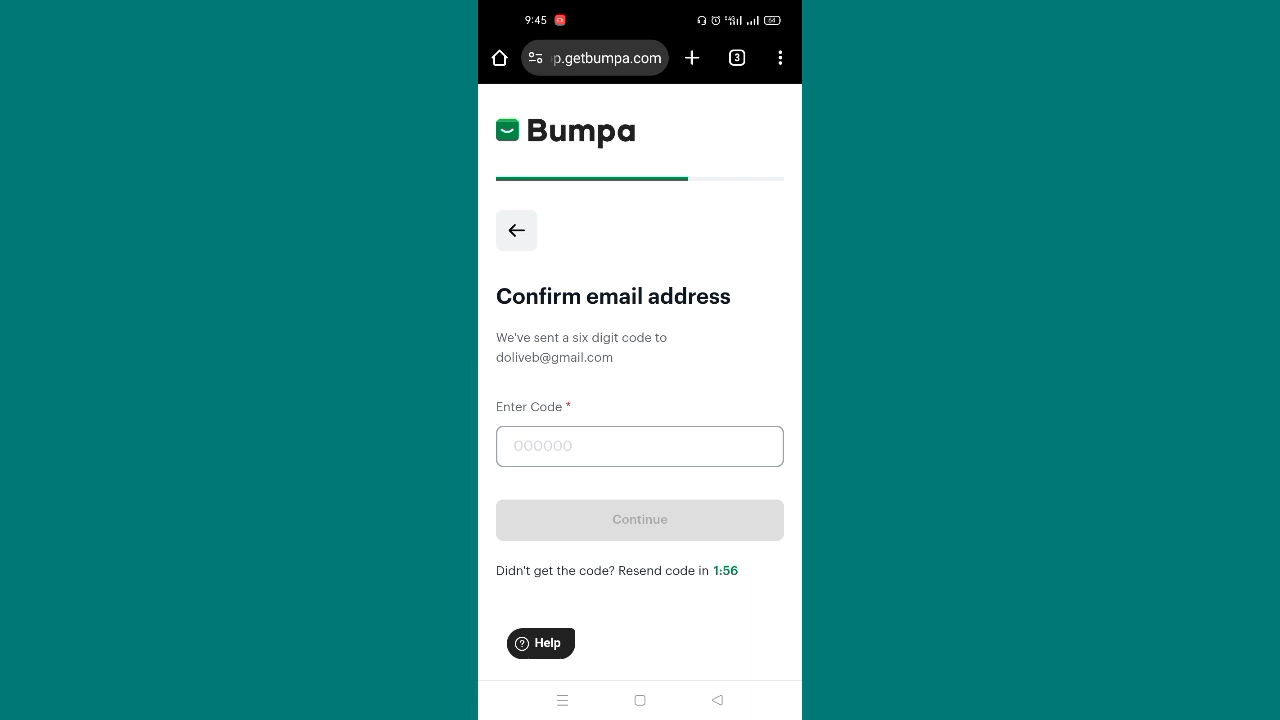 9:45
p.getbumpa.com
3
Bumpa
Confirm email address
We've sent a six digit code to
doliveb@gmail.com
Enter Code *
000000
Continue
Didn't get the code? Resend code in 1:56
Help